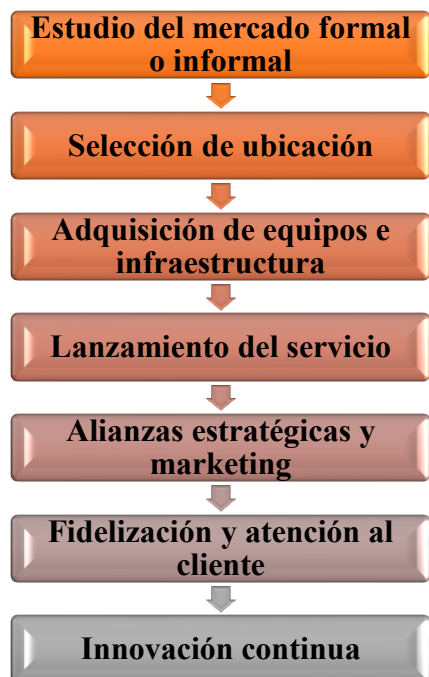 Estudio del mercado formal
o informal
Selección de ubicación
Adquisición de equipos e
infraestructura
Lanzamiento del servicio
Alianzas estratégicas y
marketing
Fidelización y atención al
cliente
Innovación continua